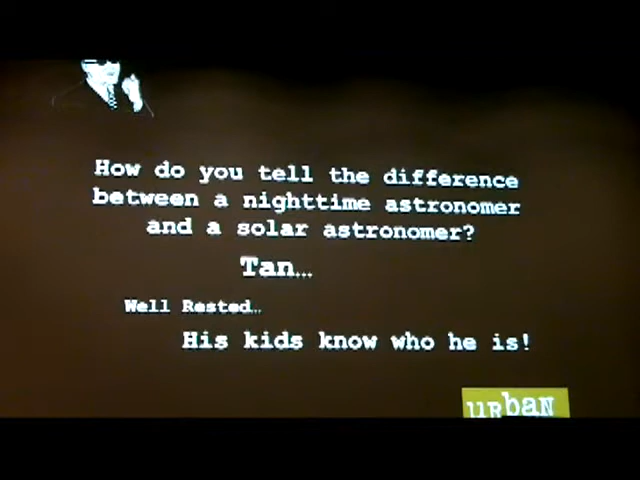 How do you tell the difference
between a nighttime astronomer
and a solar astronomer?
Tan…
Well Rested…
His kids know who he is!
uRbaN